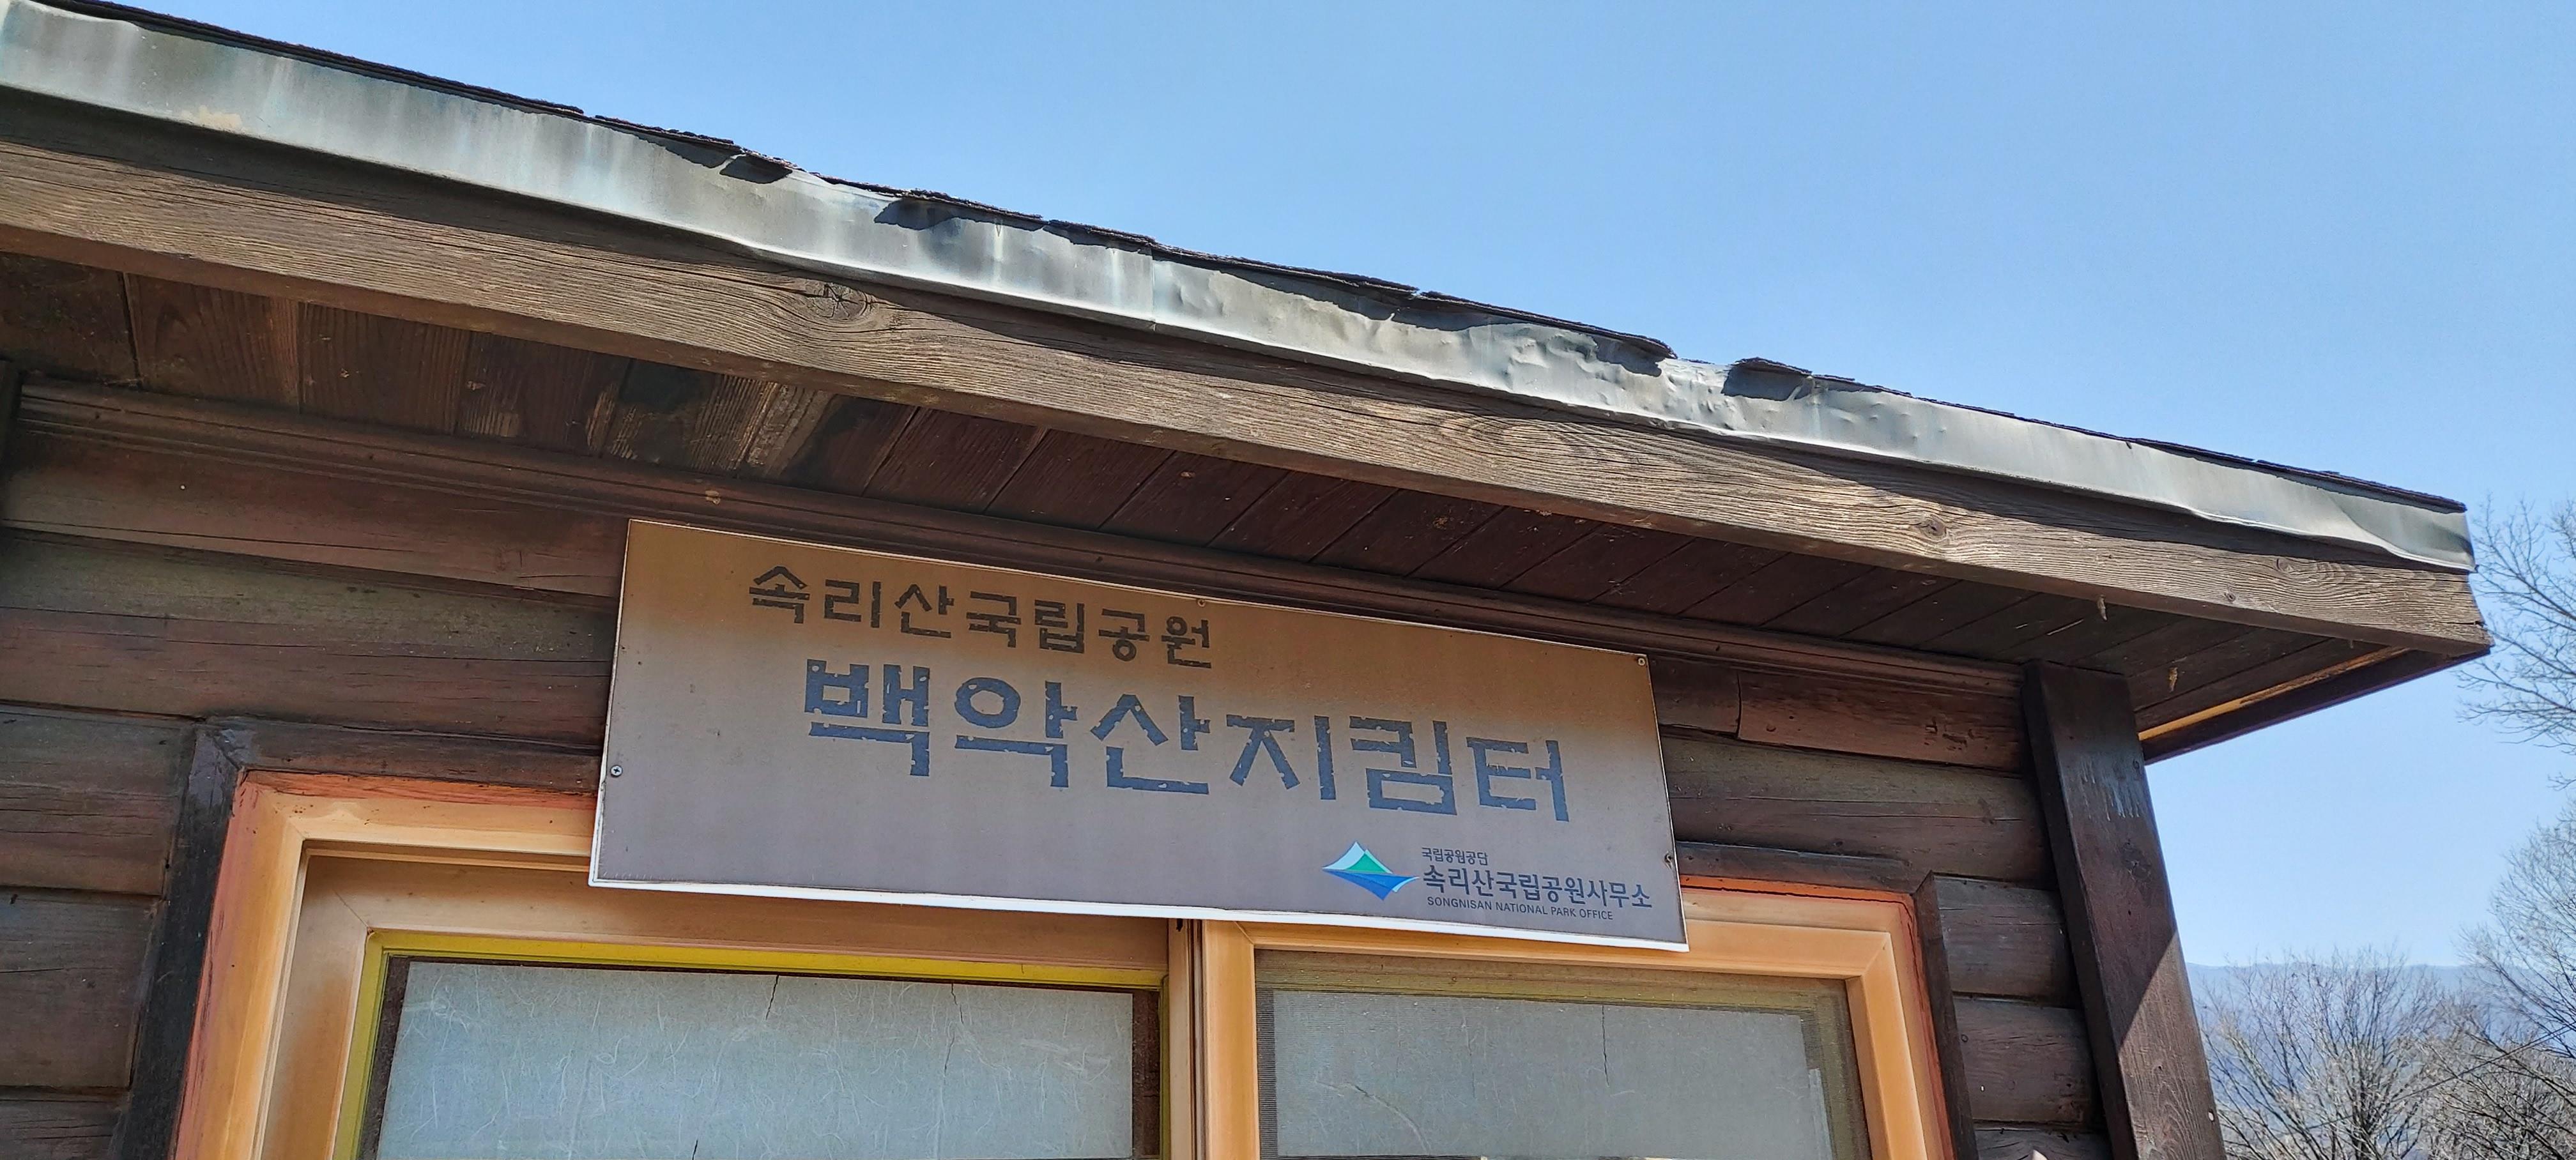 속리산국립공원
백악산지킴터
국립공원공단
속리산국립공원사무소
SONGNISAN NATIONAL PARK OFFICE